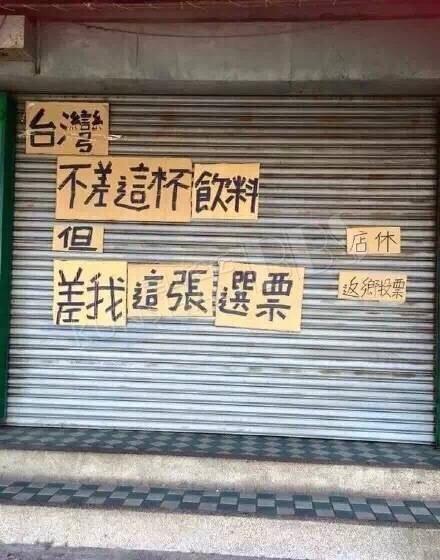 台灣
不差這杯飲料
但
差我這張選票
店休
返鄉投票